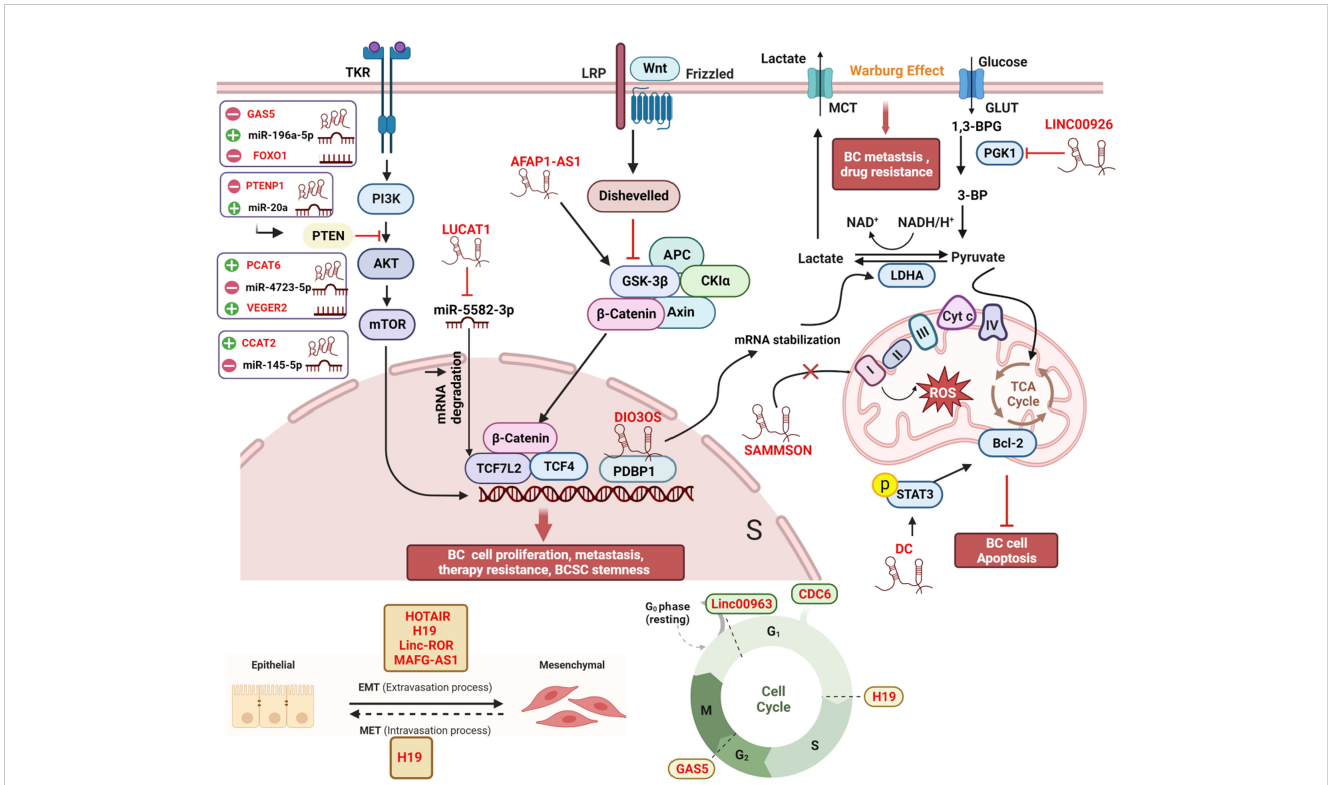 TKR
GAS5
miR-196a-5p
FOXO1
PTENP1
miR-20a
PTEN
PCAT6
miR-4723-5p
VEGER2
CCAT2
miR-145-5p
PI3K
AKT
mTOR
LUCAT1
miR-5582-3p
mRNA
degradation
LRP
Wnt
Frizzled
AFAP1-AS1
Dishevelled
APC
GSK-3β
CKIα
β-Catenin
Axin
β-Catenin
TCF7L2
TCF4
DIO3OS
PDBP1
S
BC cell proliferation, metastasis,
therapy resistance, BCSC stemness
Lactate
Warburg Effect
Glucose
MCT
GLUT
BC metastsis ,
drug resistance
1,3-BPG
LINC00926
PGK1
3-BP
NAD⁺
NADH/H⁺
Lactate
Pyruvate
LDHA
mRNA stabilization
SAMMSON
I
II
III
Cyt c
IV
ROS
TCA
Cycle
Bcl-2
p
STAT3
DC
BC cell
Apoptosis
HOTAIR
H19
Linc-ROR
MAFG-AS1
Epithelial
Mesenchymal
EMT (Extravasation process)
MET (Intravasation process)
H19
G₀ phase
(resting)
Linc00963
CDC6
G₁
Cell
Cycle
H19
M
S
G₂
GAS5